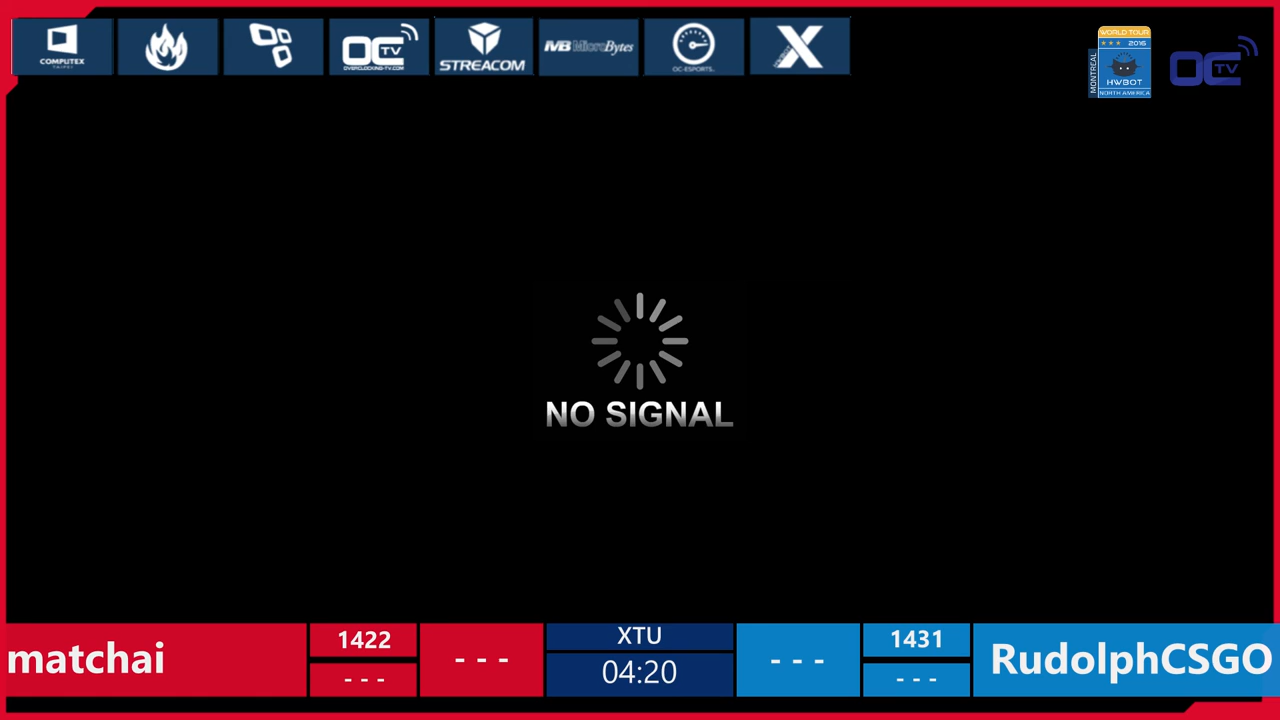 COMPUTEX
TAIPEI
OC TV
OVERCLOCKING-TV.COM
STREACOM
MB MicroBytes
OC-ESPORTS
X
WORLD TOUR
2016
MONTREAL
HWBOT
NORTH AMERICA
OC TV
NO SIGNAL
matchai
1422
- - -
- - -
XTU
04:20
- - -
1431
- - -
RudolphCSGO